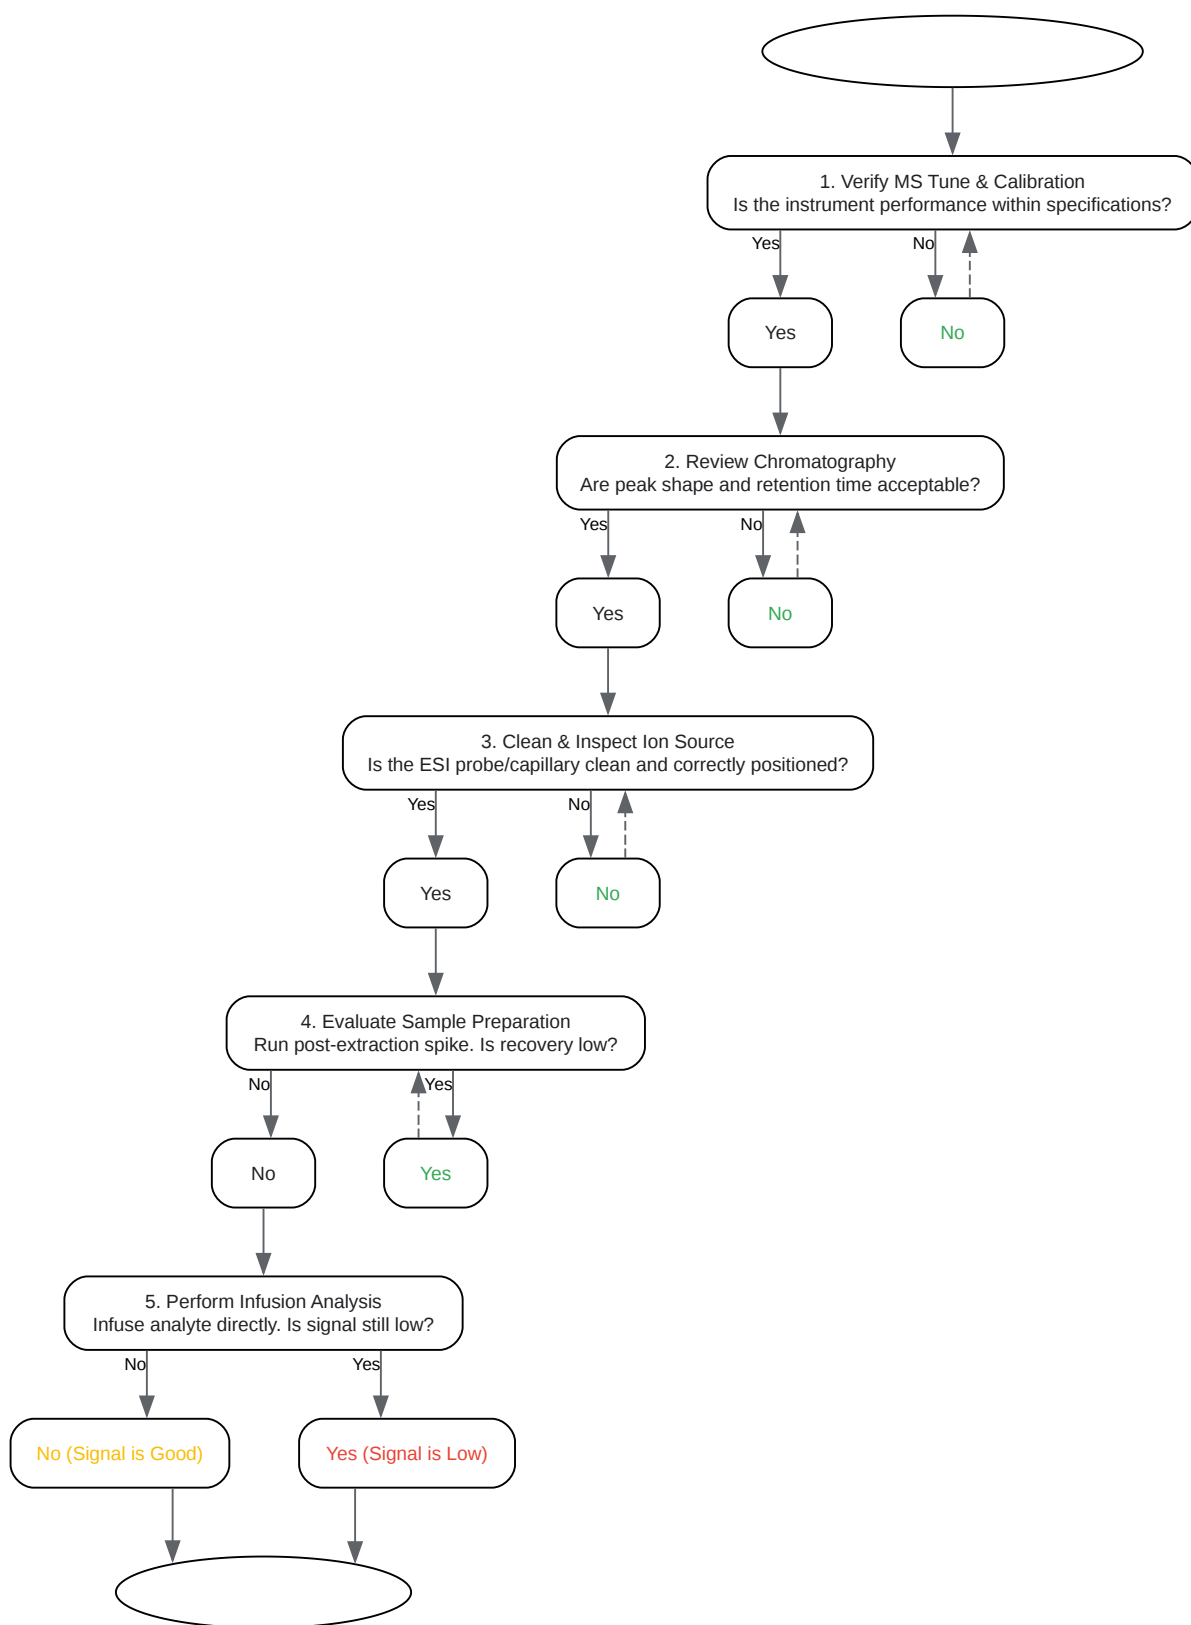 1. Verify MS Tune & Calibration
Is the instrument performance within specifications?
Yes
No
Yes
No
2. Review Chromatography
Are peak shape and retention time acceptable?
Yes
No
Yes
No
3. Clean & Inspect Ion Source
Is the ESI probe/capillary clean and correctly positioned?
Yes
No
Yes
No
4. Evaluate Sample Preparation
Run post-extraction spike. Is recovery low?
No
Yes
No
Yes
5. Perform Infusion Analysis
Infuse analyte directly. Is signal still low?
No
Yes
No (Signal is Good)
Yes (Signal is Low)